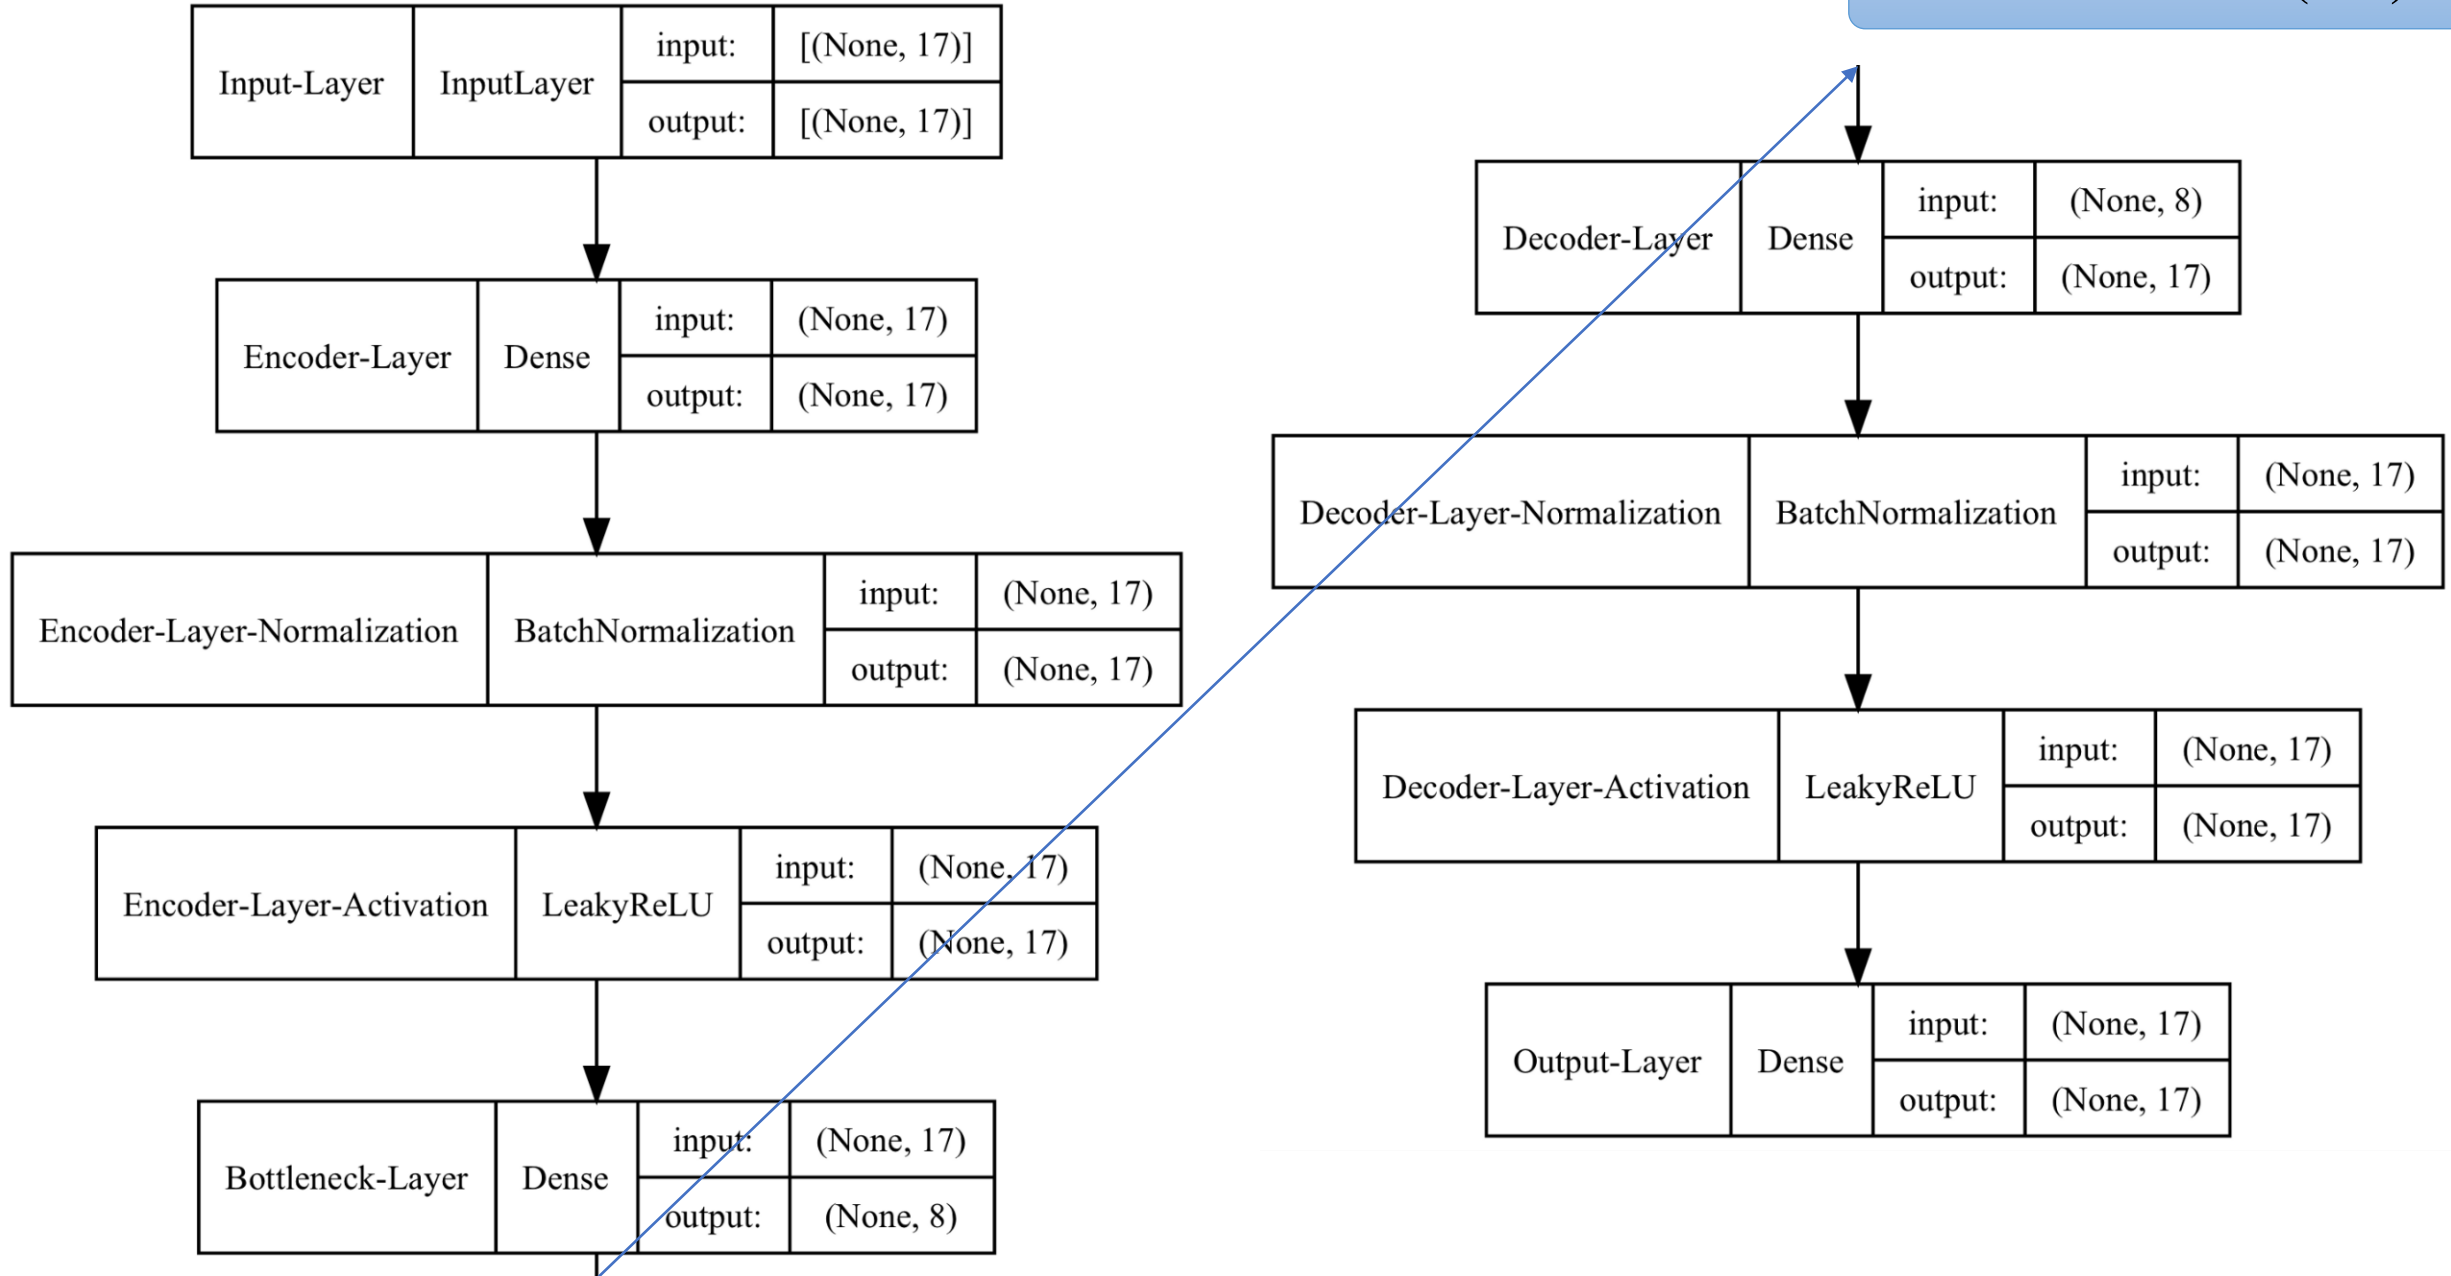 Input-Layer InputLayer input: [(None, 17)]
output: [(None, 17)]
Encoder-Layer Dense input: (None, 17)
output: (None, 17)
Encoder-Layer-Normalization BatchNormalization input: (None, 17)
output: (None, 17)
Encoder-Layer-Activation LeakyReLU input: (None, 17)
output: (None, 17)
Bottleneck-Layer Dense input: (None, 17)
output: (None, 8)
Decoder-Layer Dense input: (None, 8)
output: (None, 17)
Decoder-Layer-Normalization BatchNormalization input: (None, 17)
output: (None, 17)
Decoder-Layer-Activation LeakyReLU input: (None, 17)
output: (None, 17)
Output-Layer Dense input: (None, 17)
output: (None, 17)